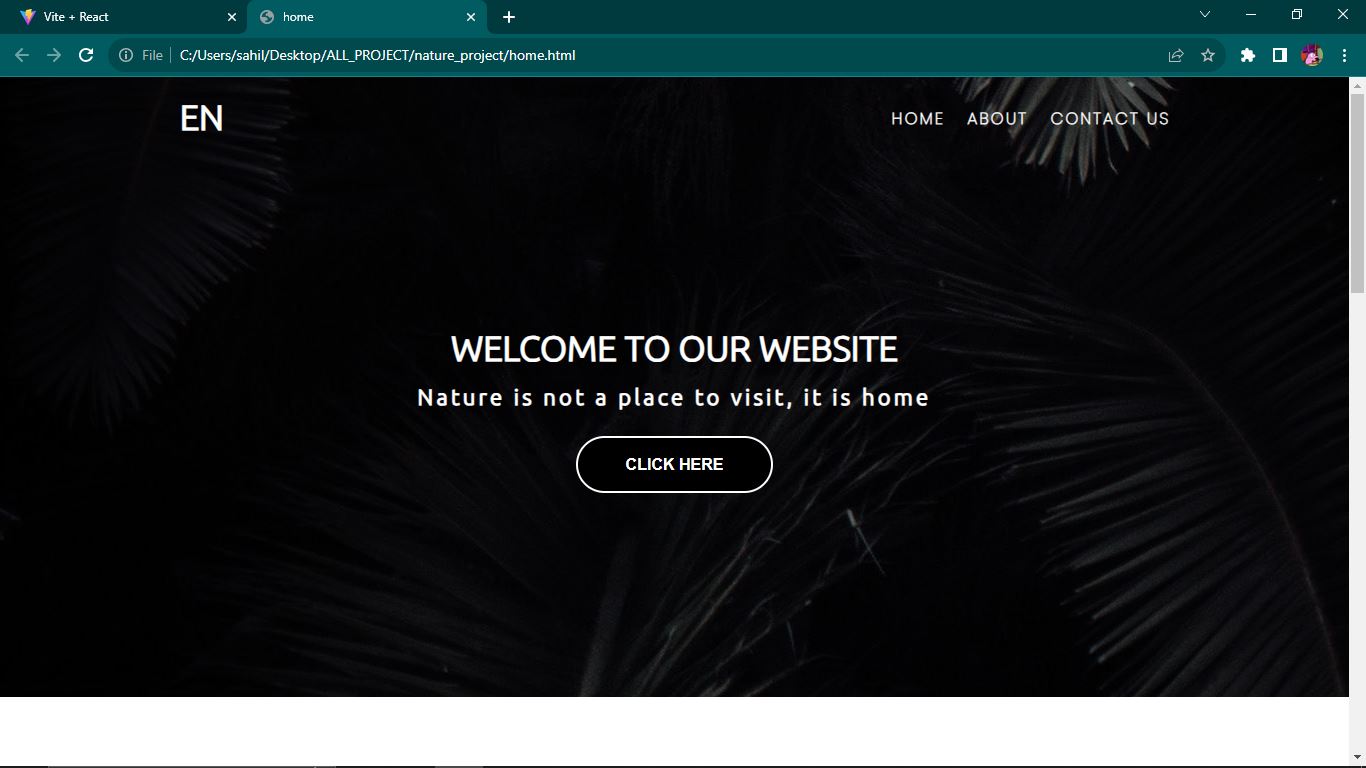 Vite + React
home
File
C:/Users/sahil/Desktop/ALL_PROJECT/nature_project/home.html
EN
HOME ABOUT CONTACT US
WELCOME TO OUR WEBSITE
Nature is not a place to visit, it is home
CLICK HERE